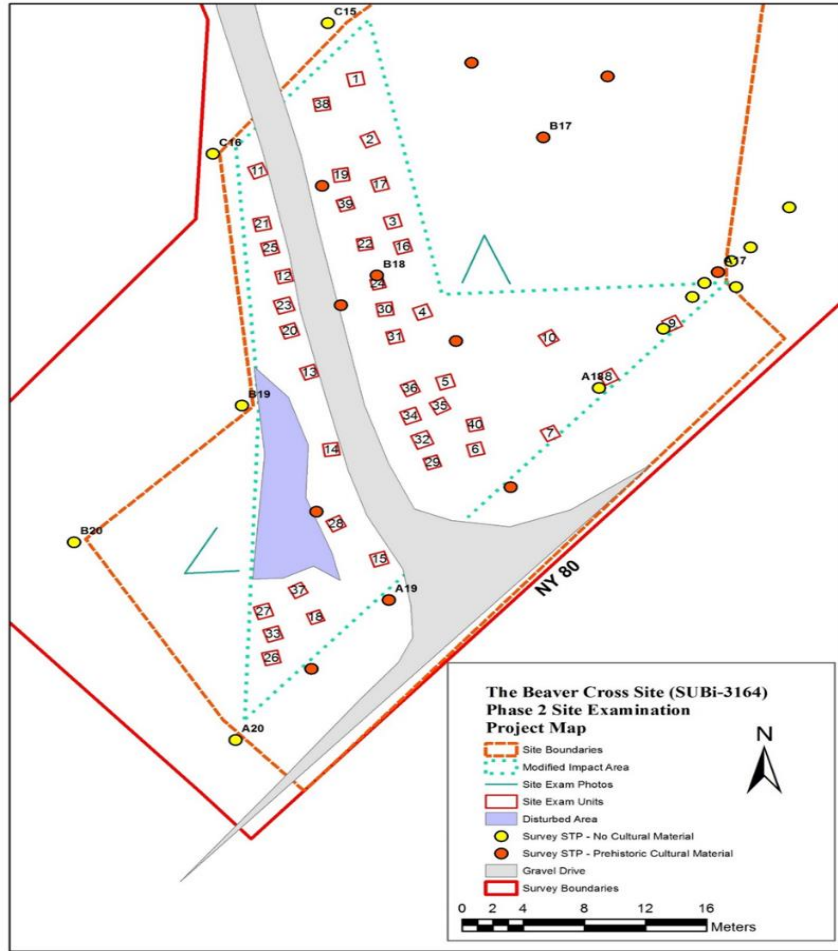 C15
1
38
B17
2
C16
11
19
17
39
21
3
22
16
25
B18
A17
12
24
23
30
4
9
20
31
10
13
A18
8
36
5
B19
35
34
40
7
32
14
6
29
28
B20
15
NY 80
37
A19
27
18
33
26
A20
The Beaver Cross Site (SUBi-3164)
Phase 2 Site Examination
Project Map
N
Site Boundaries
Modified Impact Area
Site Exam Photos
Site Exam Units
Disturbed Area
Survey STP - No Cultural Material
Survey STP - Prehistoric Cultural Material
Gravel Drive
Survey Boundaries
0 2 4 8 12 16
Meters